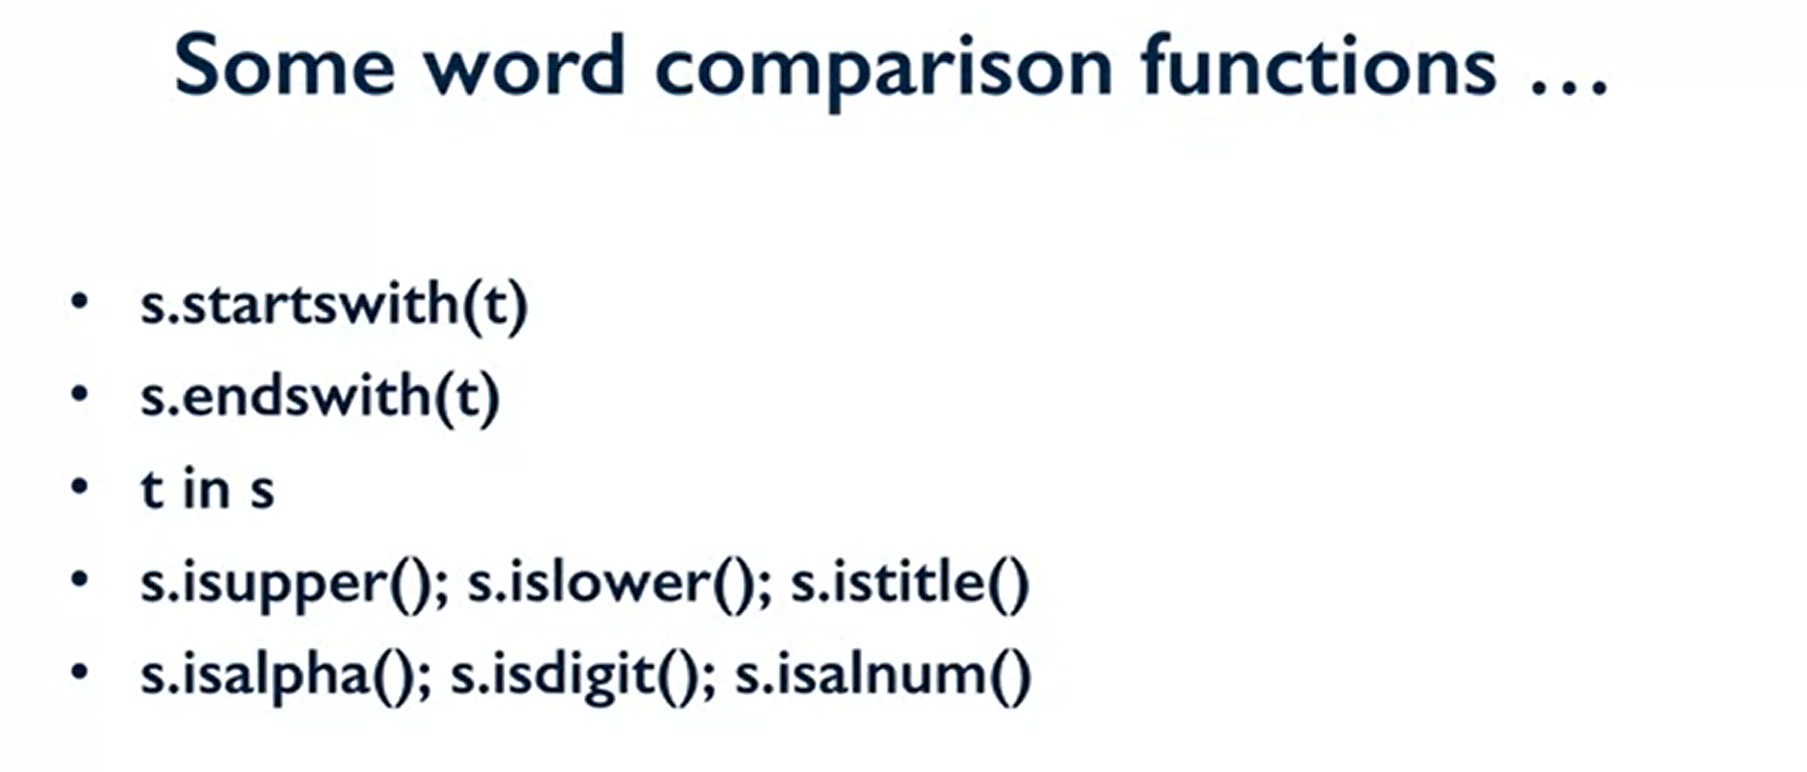 Some word comparison functions …
• s.startswith(t)
• s.endswith(t)
• t in s
• s.isupper(); s.islower(); s.istitle()
• s.isalpha(); s.isdigit(); s.isalnum()